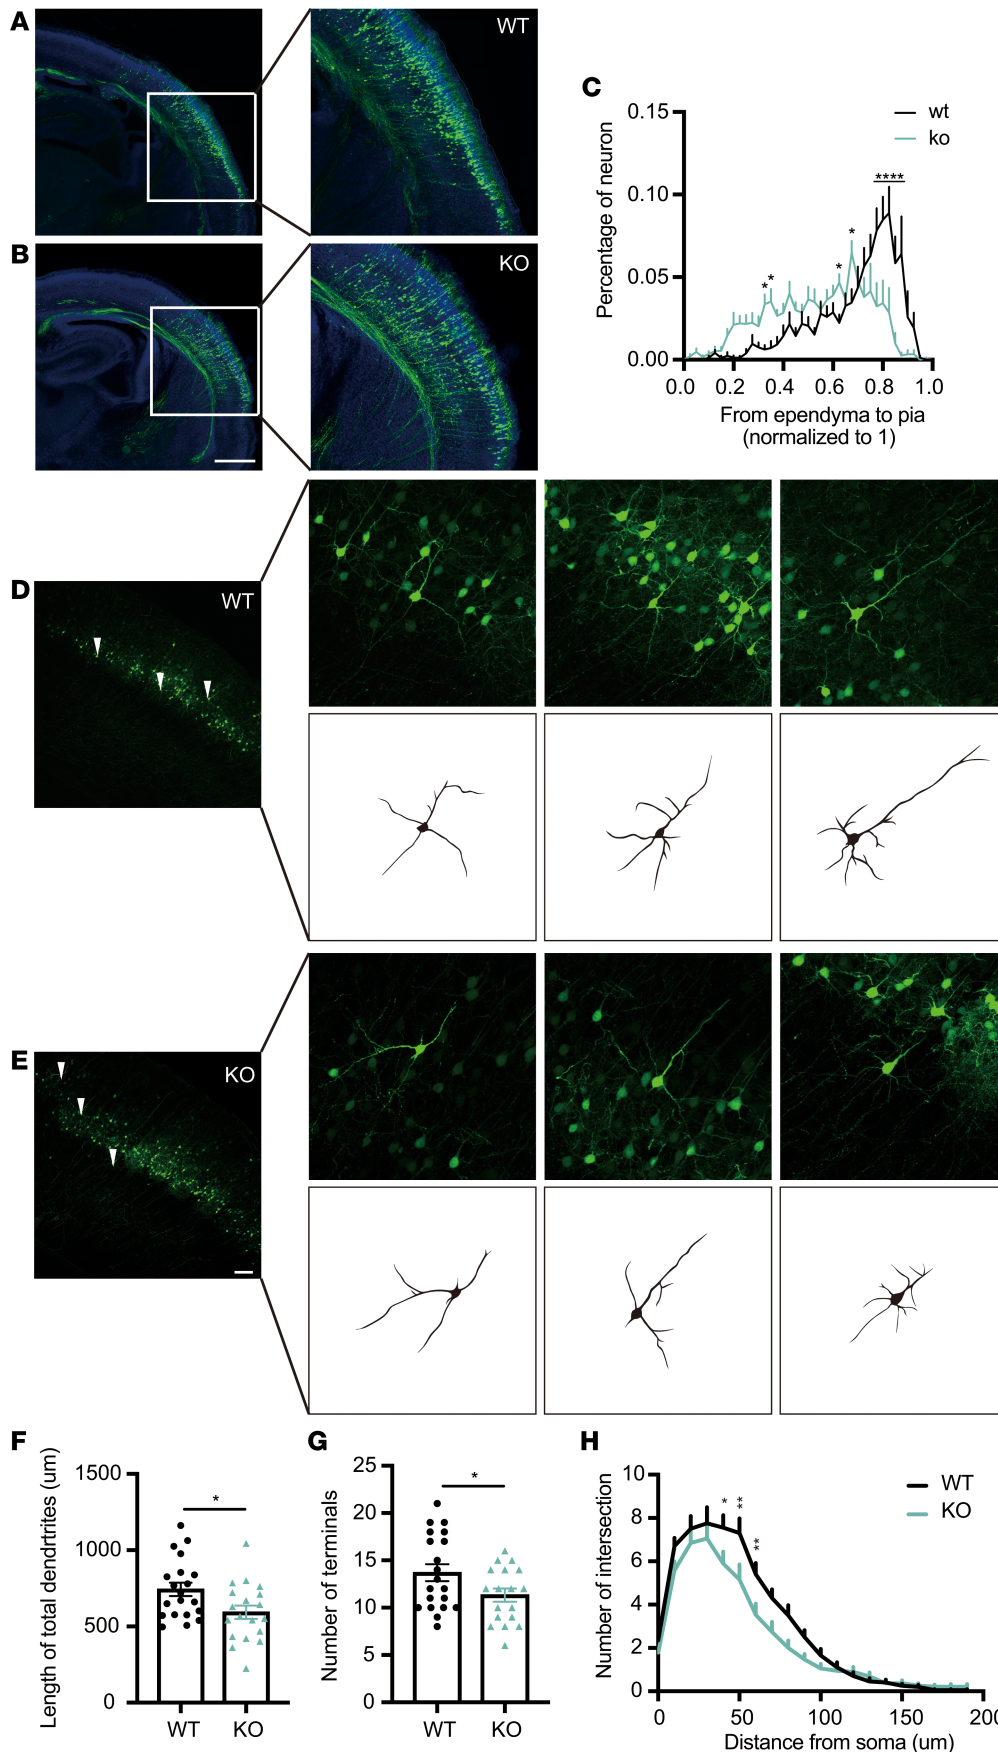 A
WT
B
KO
C
0.15
0.10
0.05
0.00
Percentage of neuron
wt
ko
****
*
*
*
*
0.0 0.2 0.4 0.6 0.8 1.0
From ependyma to pia
(normalized to 1)
D
WT
E
KO
F
Length of total dendrtrites (um)
1500
1000
500
0
*
WT KO
G
Number of terminals
25
20
15
10
5
0
*
WT KO
H
Number of intersection
10
8
6
4
2
0
WT
KO
*
**
**
0 50 100 150 200
Distance from soma (um)